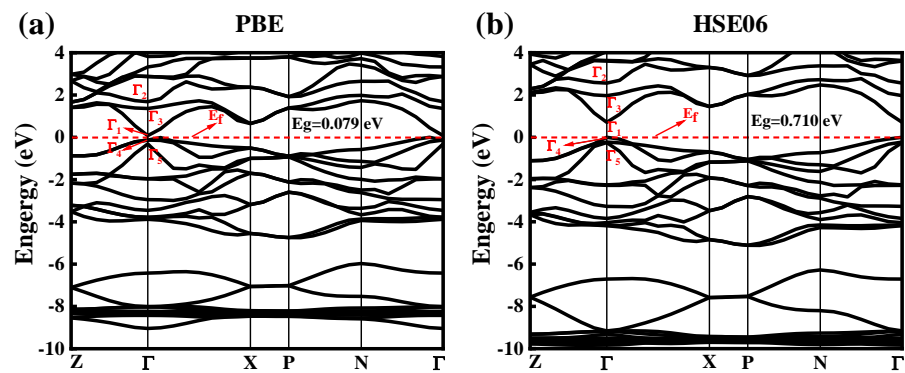 (a) PBE
4
2
0
-2
-4
-6
-8
-10
Engergy (eV)
Γ2
Γ3
Γ1
Γ4
Γ5
Ef
Eg=0.079 eV
Z Γ X P N Γ
(b) HSE06
4
2
0
-2
-4
-6
-8
-10
Engergy (eV)
Γ2
Γ3
Γ1
Γ4
Γ5
Ef
Eg=0.710 eV
Z Γ X P N Γ